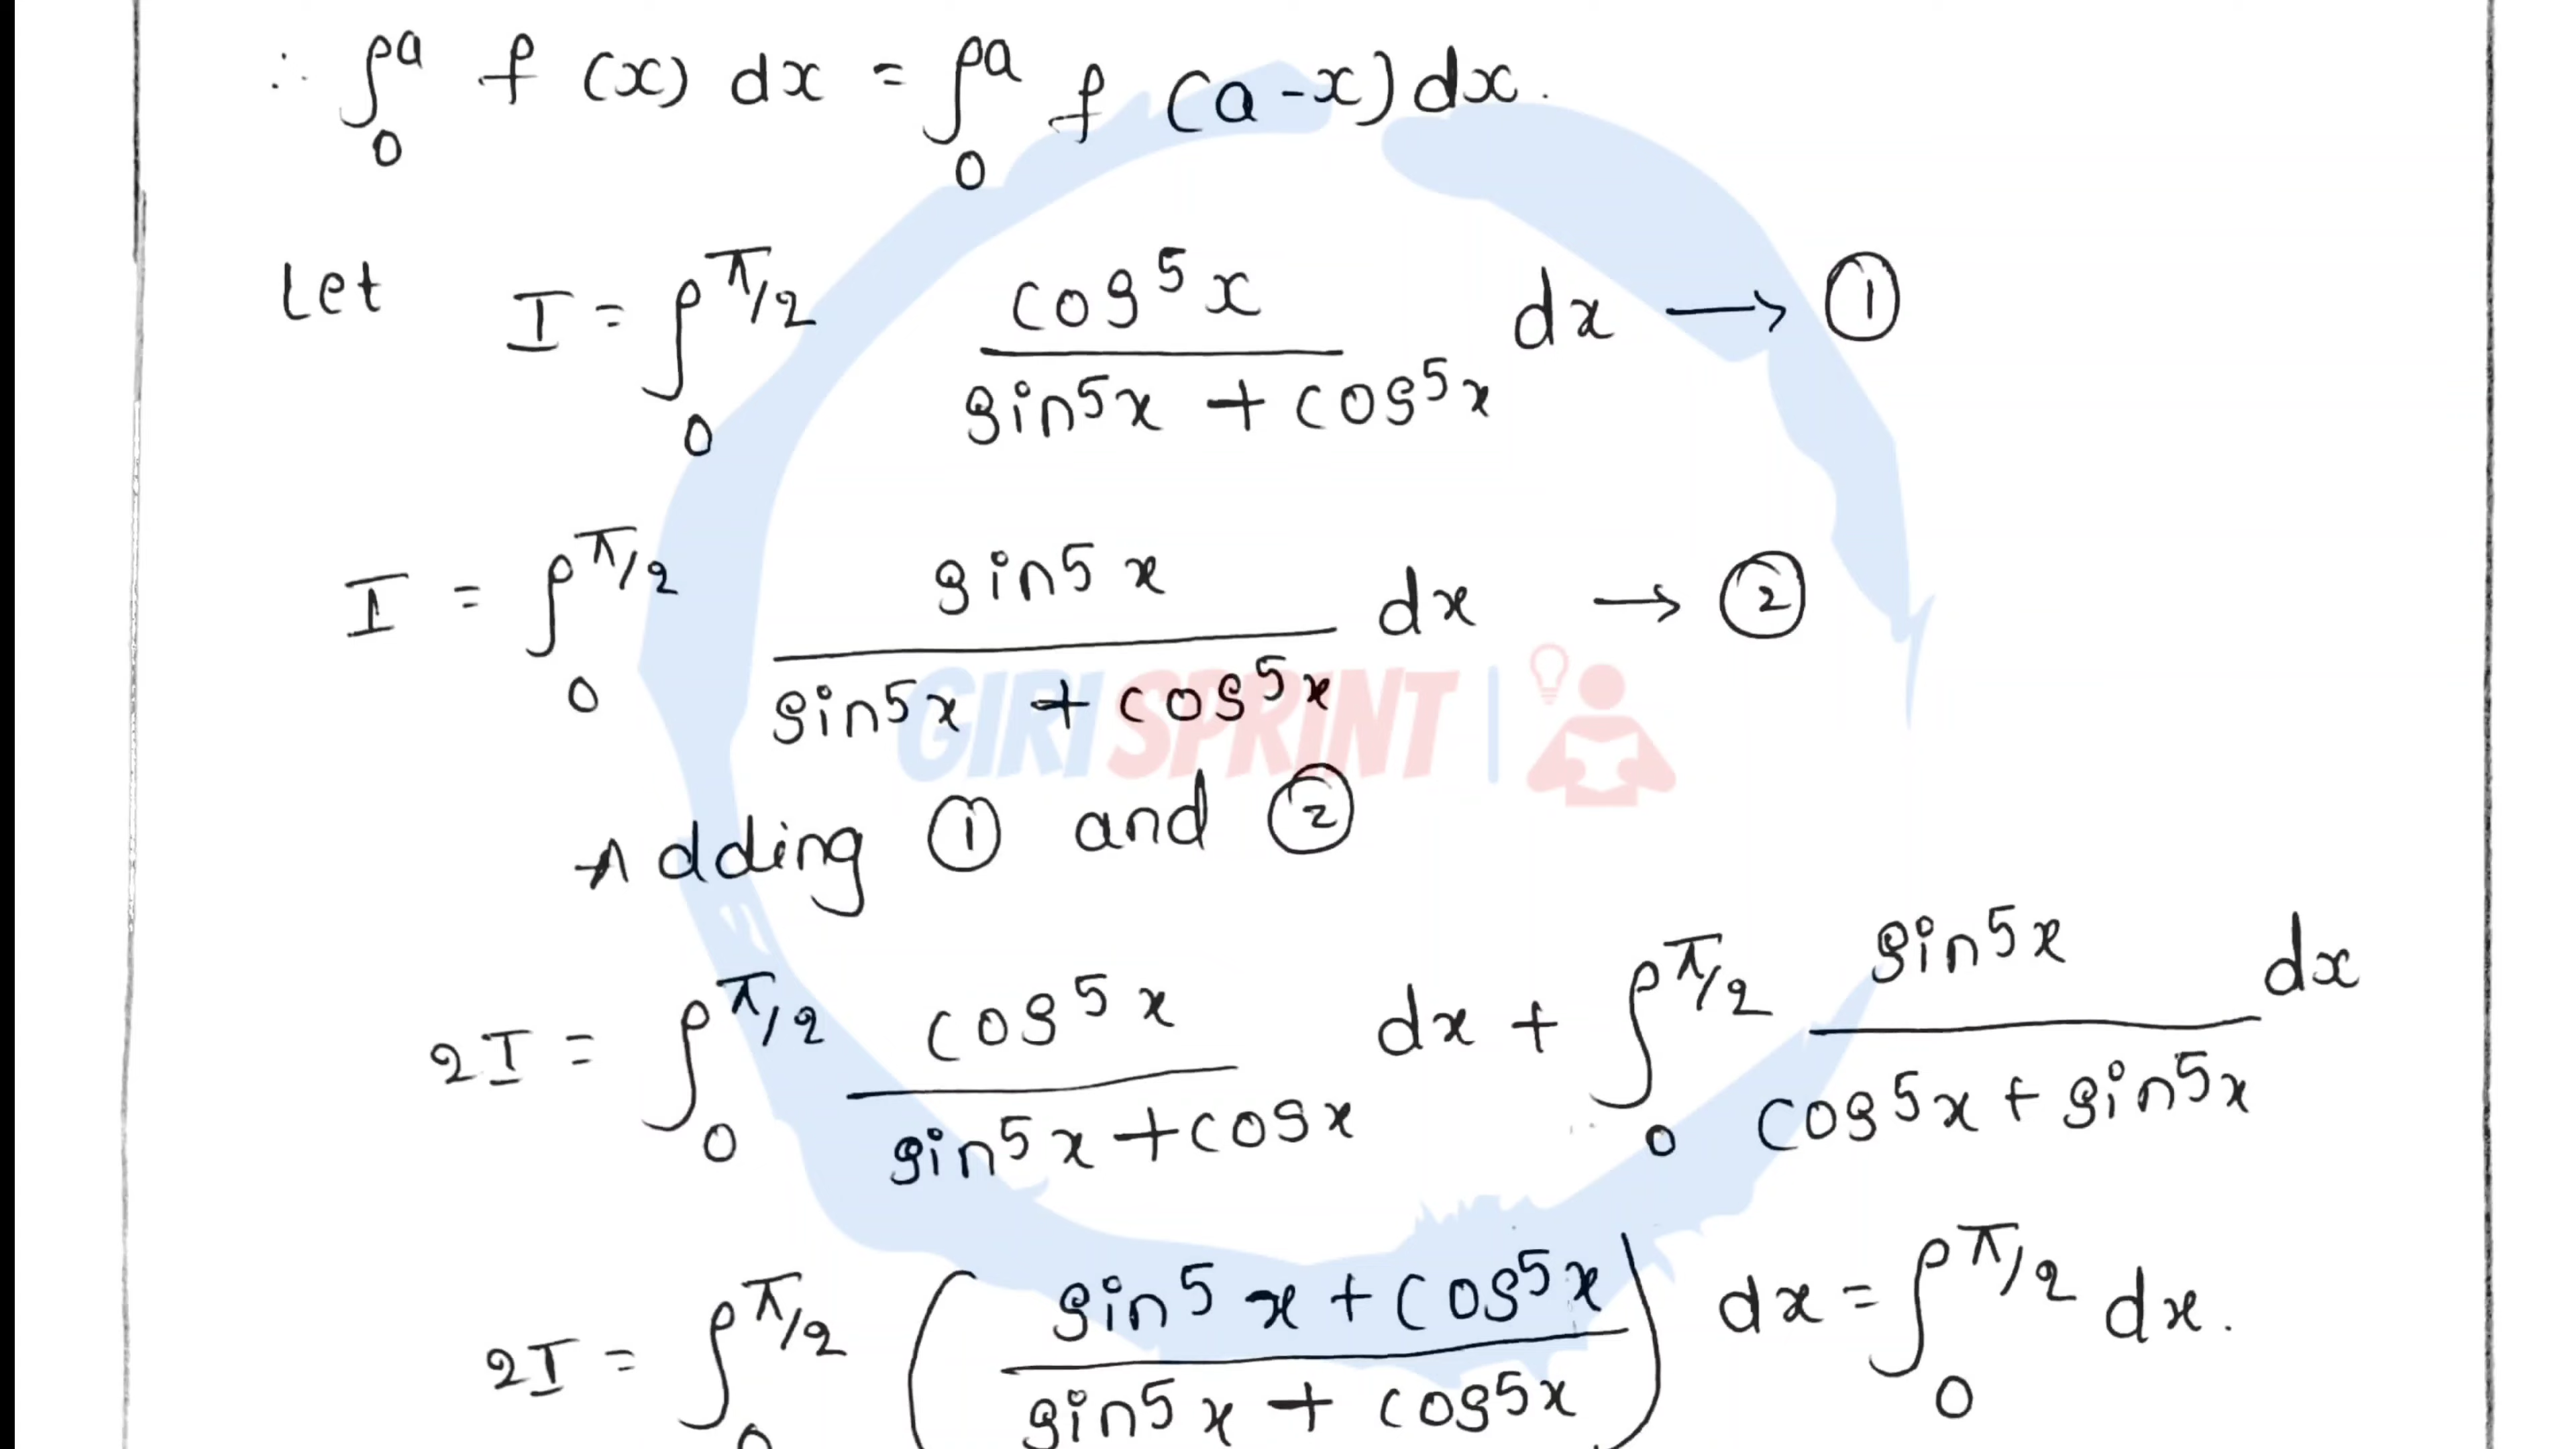 ∴ ∫₀ᵃ f (x) dx = ∫₀ᵃ f (a-x) dx.
Let I = ∫₀^π/2 cos⁵x / sin⁵x + cos⁵x dx → ①
I = ∫₀^π/2 sin⁵x / sin⁵x + cos⁵x dx → ②
GIRI SPRINT
Adding ① and ②
2I = ∫₀^π/2 cos⁵x / sin⁵x + cosx dx + ∫₀^π/2 sin⁵x / cos⁵x + sin⁵x dx
2I = ∫₀^π/2 ( sin⁵x + cos⁵x / sin⁵x + cos⁵x ) dx = ∫₀^π/2 dx.